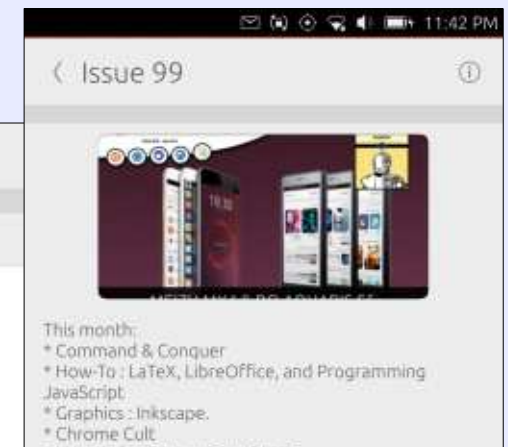 11:42 PM
Issue 99
This month:
* Command & Conquer
* How-To : LaTeX, LibreOffice, and Programming
JavaScript
* Graphics : Inkscape.
* Chrome Cult